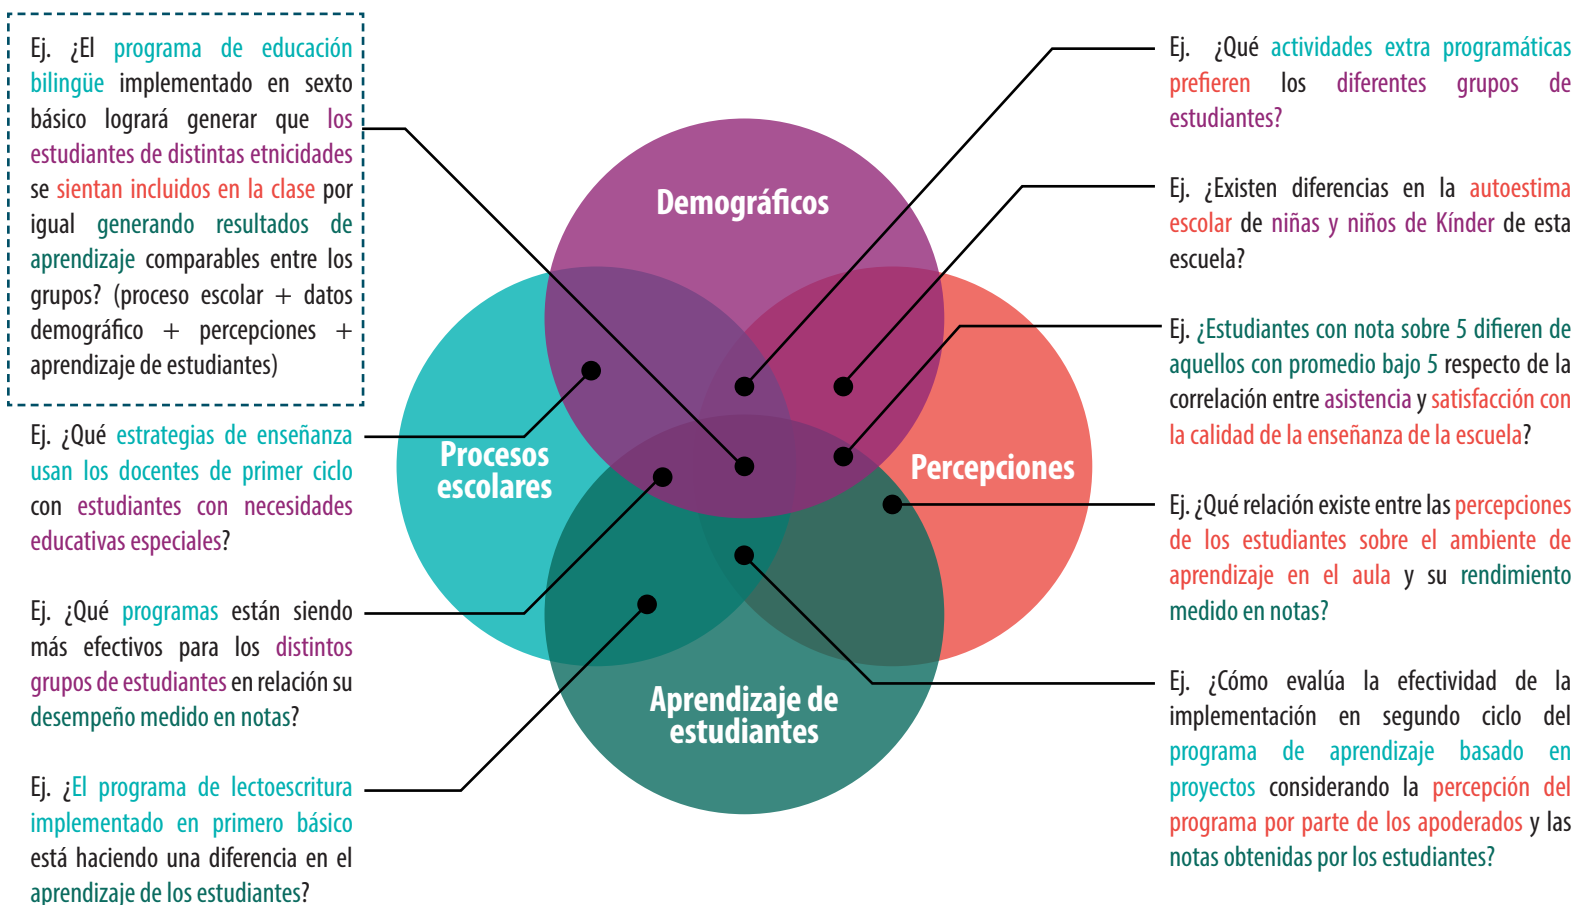 Ej. ¿El programa de educación
bilingüe implementado en sexto
básico logrará generar que los
estudiantes de distintas etnicidades
se sientan incluidos en la clase por
igual generando resultados de
aprendizaje comparables entre los
grupos? (proceso escolar + datos
demográfico + percepciones +
aprendizaje de estudiantes)
Ej. ¿Qué estrategias de enseñanza
usan los docentes de primer ciclo
con estudiantes con necesidades
educativas especiales?
Ej. ¿Qué programas están siendo
más efectivos para los distintos
grupos de estudiantes en relación su
desempeño medido en notas?
Ej. ¿El programa de lectoescritura
implementado en primero básico
está haciendo una diferencia en el
aprendizaje de los estudiantes?
Demográficos
Procesos
escolares
Percepciones
Aprendizaje de
estudiantes
Ej. ¿Qué actividades extra programáticas
prefieren los diferentes grupos de
estudiantes?
Ej. ¿Existen diferencias en la autoestima
escolar de niñas y niños de Kínder de esta
escuela?
Ej. ¿Estudiantes con nota sobre 5 difieren de
aquellos con promedio bajo 5 respecto de la
correlación entre asistencia y satisfacción con
la calidad de la enseñanza de la escuela?
Ej. ¿Qué relación existe entre las percepciones
de los estudiantes sobre el ambiente de
aprendizaje en el aula y su rendimiento
medido en notas?
Ej. ¿Cómo evalúa la efectividad de la
implementación en segundo ciclo del
programa de aprendizaje basado en
proyectos considerando la percepción del
programa por parte de los apoderados y las
notas obtenidas por los estudiantes?